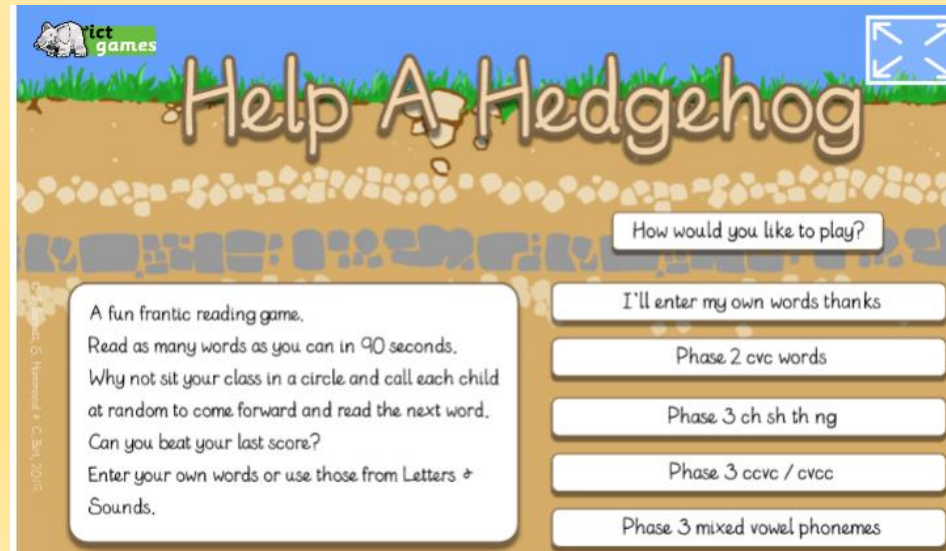 ict
games
Help A Hedgehog
How would you like to play?
A fun frantic reading game.
Read as many words as you can in 90 seconds.
Why not sit your class in a circle and call each child
at random to come forward and read the next word.
Can you beat your last score?
Enter your own words or use those from Letters &
Sounds.
I'll enter my own words thanks
Phase 2 cvc words
Phase 3 ch sh th ng
Phase 3 ccvc / cvcc
Phase 3 mixed vowel phonemes